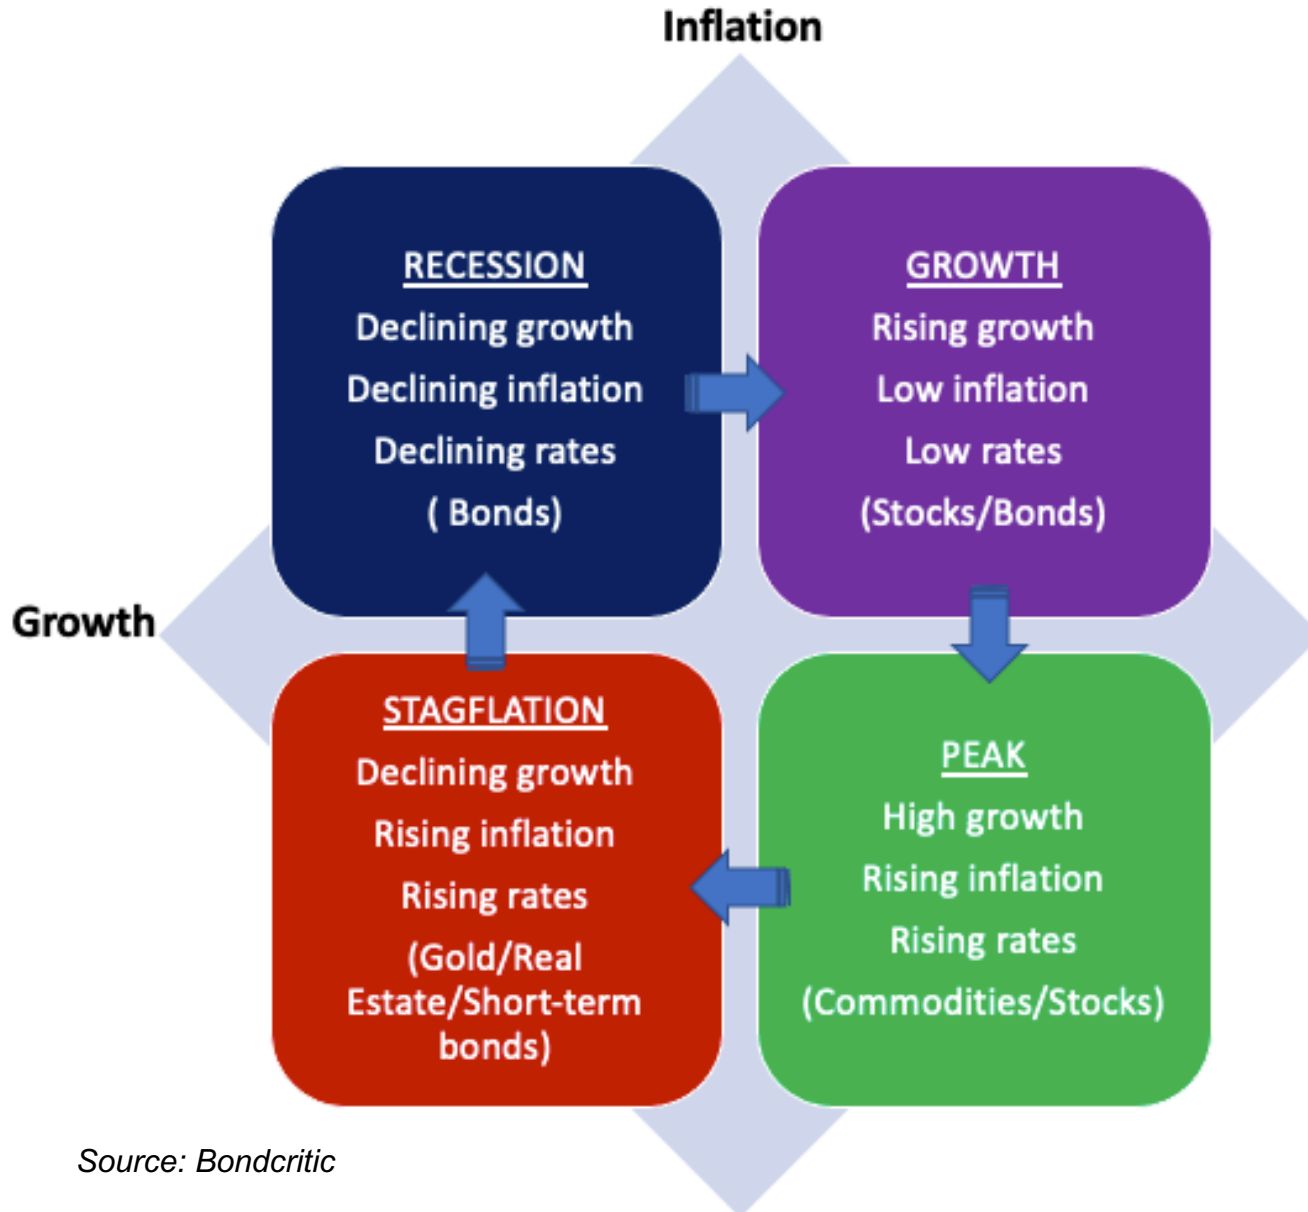 Inflation
RECESSION
Declining growth
Declining inflation
Declining rates
( Bonds)
GROWTH
Rising growth
Low inflation
Low rates
(Stocks/Bonds)
Growth
STAGFLATION
Declining growth
Rising inflation
Rising rates
(Gold/Real
Estate/Short-term
bonds)
PEAK
High growth
Rising inflation
Rising rates
(Commodities/Stocks)
Source: Bondcritic